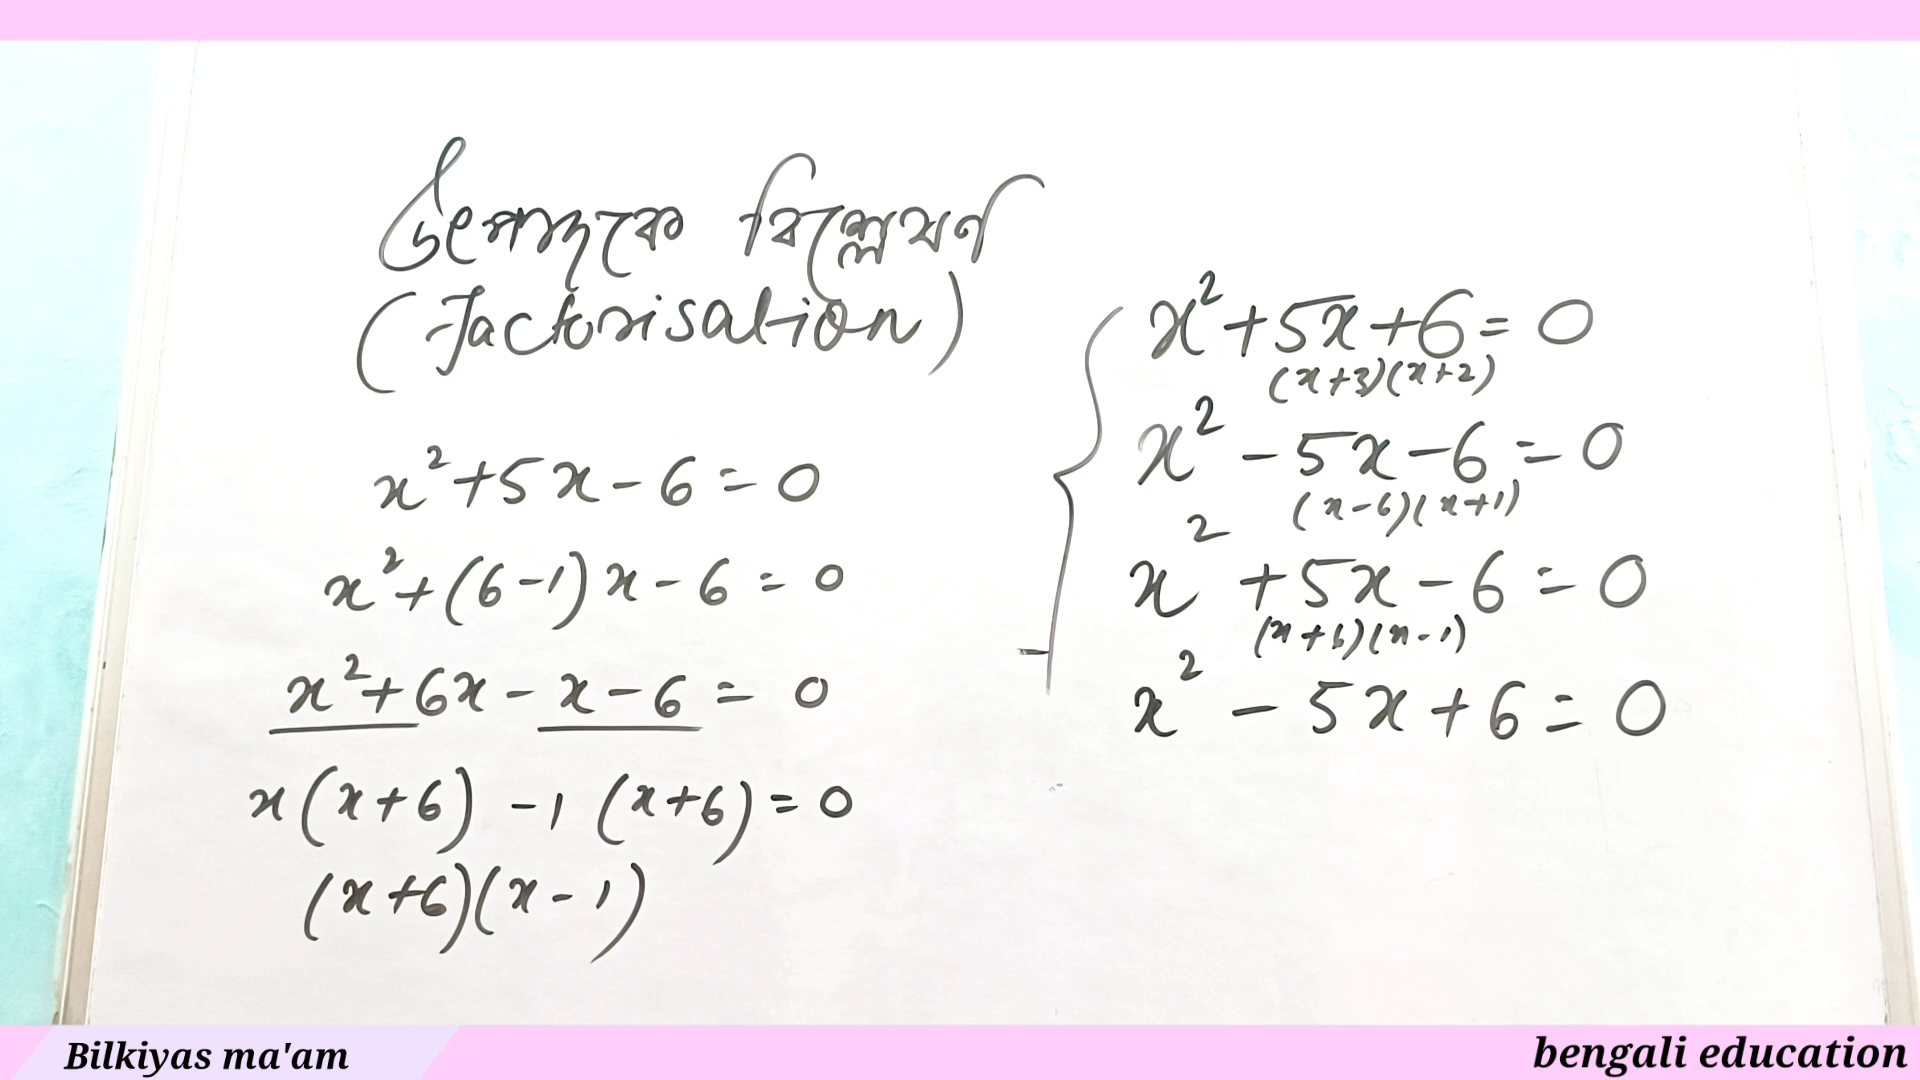 উৎপাদকে বিশ্লেষণ
(Factorisation)
x² + 5x - 6 = 0
x² + (6 - 1)x - 6 = 0
x² + 6x - x - 6 = 0
x(x + 6) - 1(x + 6) = 0
(x + 6)(x - 1)
x² + 5x + 6 = 0
(x + 3)(x + 2)
x² - 5x - 6 = 0
(x - 6)(x + 1)
x² + 5x - 6 = 0
(x + 6)(x - 1)
x² - 5x + 6 = 0
Bilkiyas ma'am
bengali education